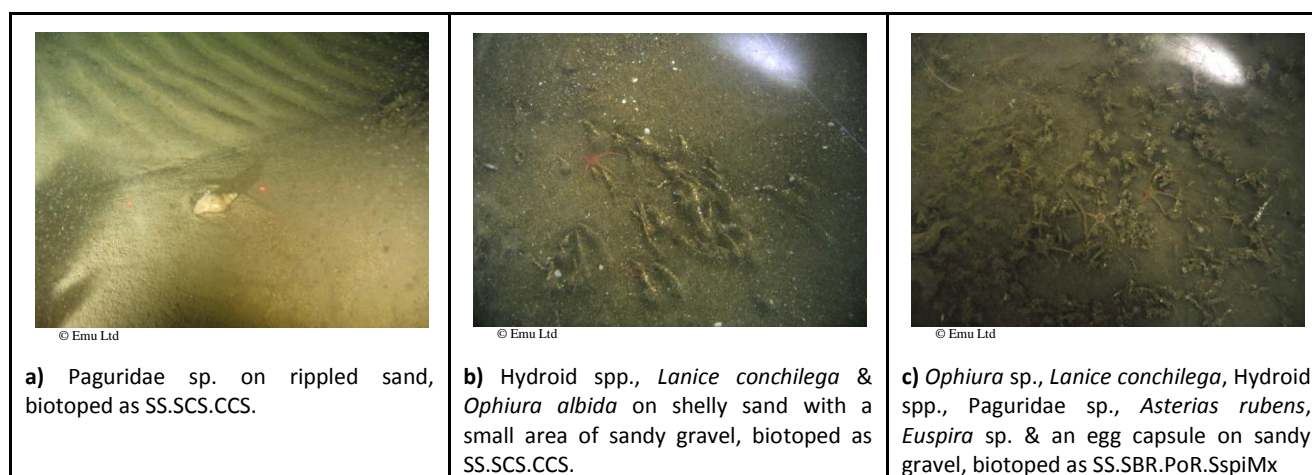 © Emu Ltd
a) Paguridae sp. on rippled sand,
biotoped as SS.SCS.CCS.
© Emu Ltd
b) Hydroid spp., Lanice conchilega &
Ophiura albida on shelly sand with a
small area of sandy gravel, biotoped as
SS.SCS.CCS.
© Emu Ltd
c) Ophiura sp., Lanice conchilega, Hydroid
spp., Paguridae sp., Asterias rubens,
Euspira sp. & an egg capsule on sandy
gravel, biotoped as SS.SBR.PoR.SspiMx